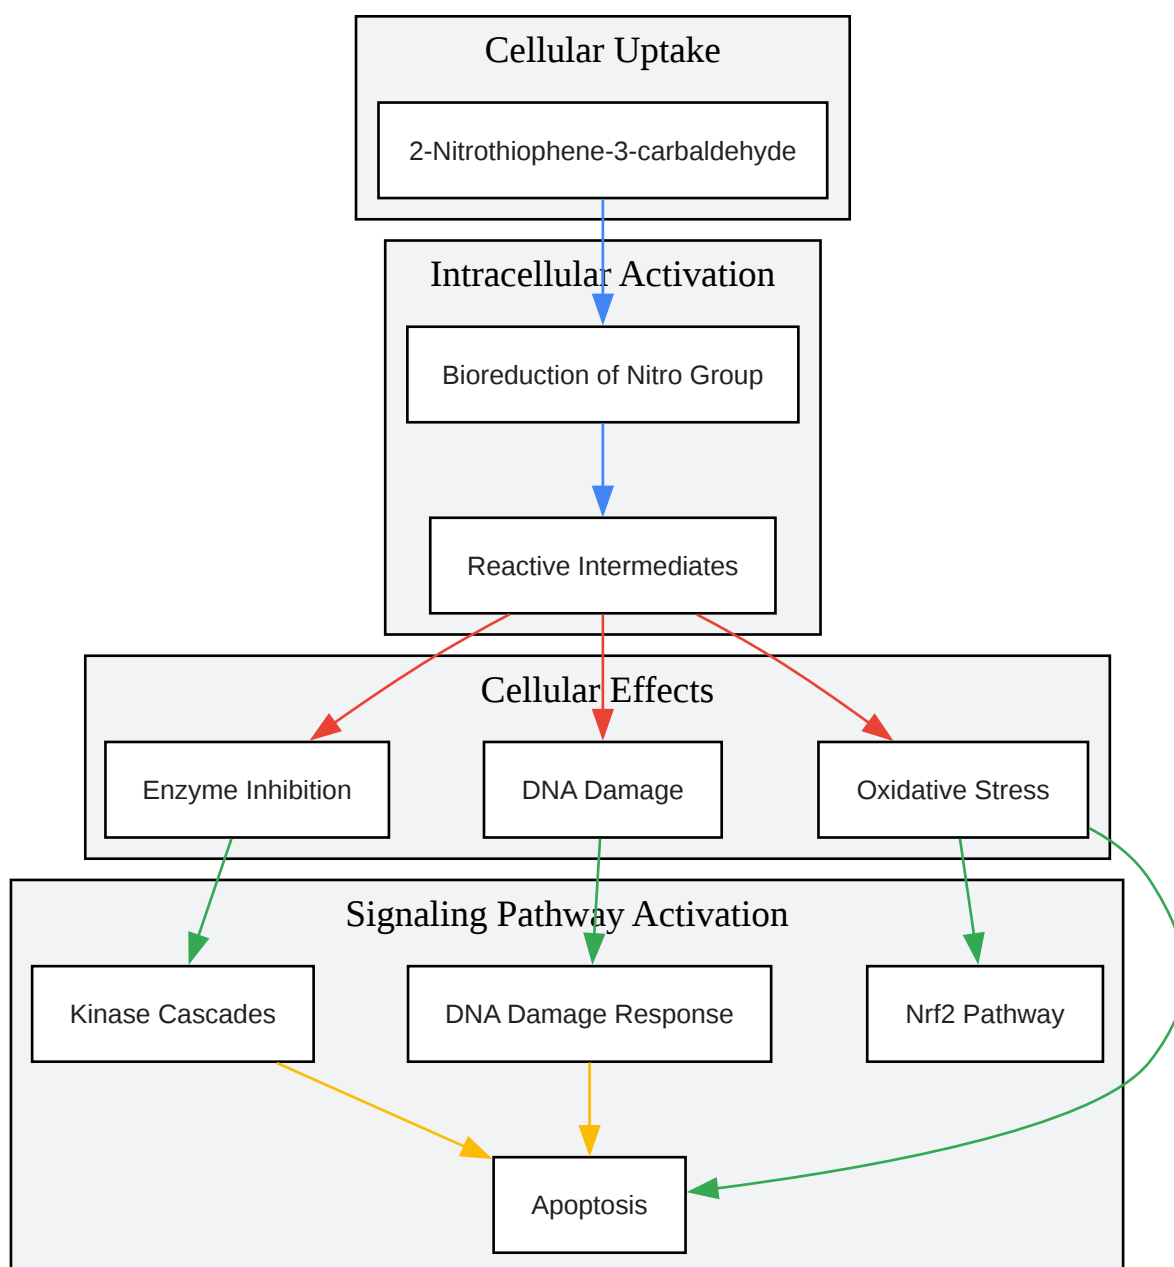 Cellular Uptake
2-Nitrothiophene-3-carbaldehyde
Intracellular Activation
Bioreduction of Nitro Group
Reactive Intermediates
Cellular Effects
Enzyme Inhibition
DNA Damage
Oxidative Stress
Signaling Pathway Activation
Kinase Cascades
DNA Damage Response
Nrf2 Pathway
Apoptosis